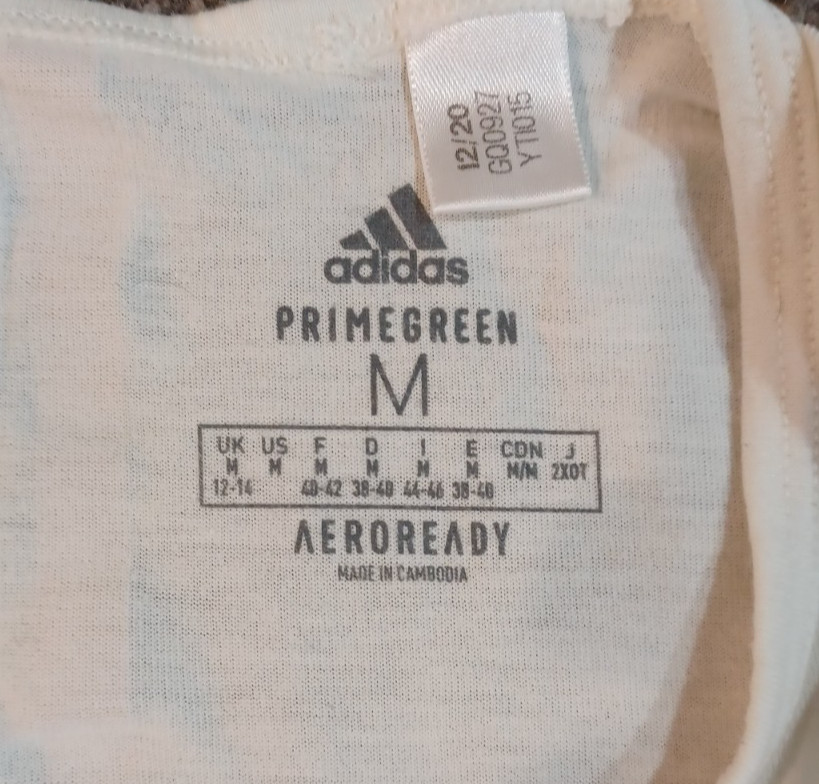 12/20
GQ0927
YTI015
adidas
PRIMEGREEN
M
UK US F D I E CDN J
M M M M M M M/M 2XOT
12-14 40-42 38-40 44-46 38-40
AEROREADY
MADE IN CAMBODIA